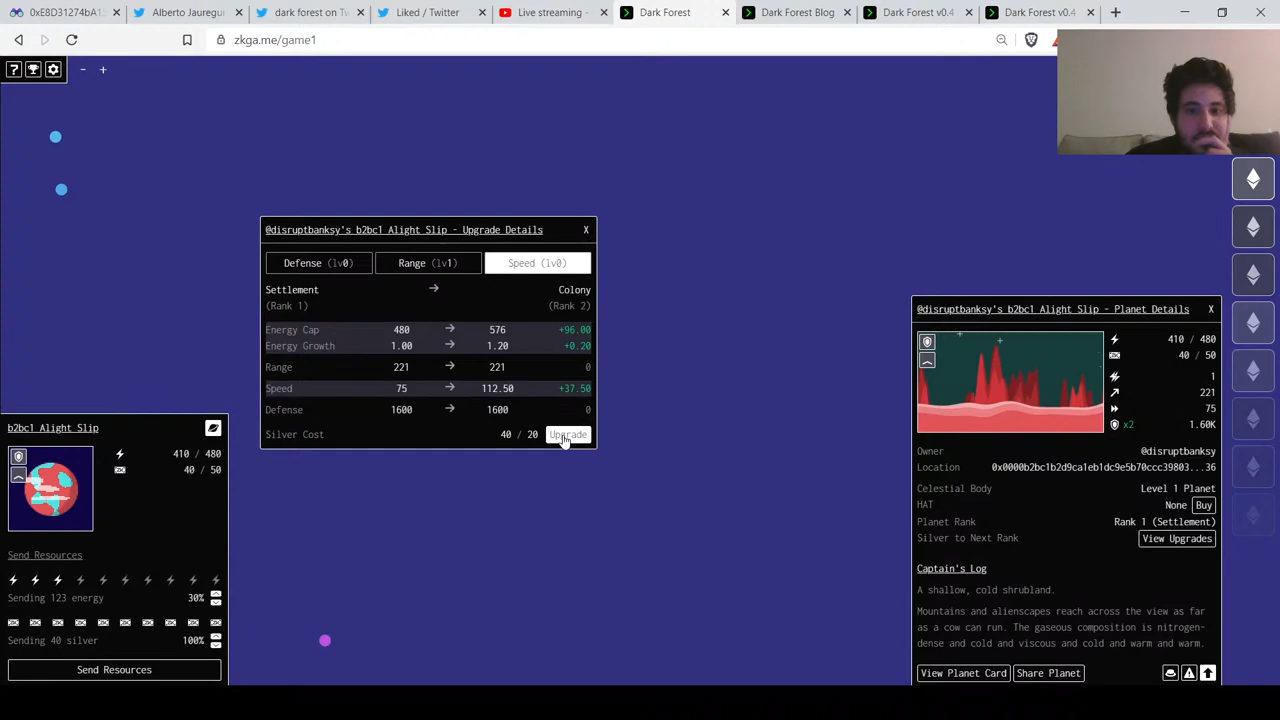 0xE8D31274bA15
Alberto Jauregu
dark forest on Tw
Liked / Twitter
Live streaming -
Dark Forest
Dark Forest Blog
Dark Forest v0.4
Dark Forest v0.4
zkga.me/game1
? - +
@disruptbanksy's b2bc1 Alight Slip - Upgrade Details X
Defense (lv0) Range (lv1) Speed (lv0)
Settlement → Colony
(Rank 1) (Rank 2)
Energy Cap 480 → 576 +96.00
Energy Growth 1.00 → 1.20 +0.20
Range 221 → 221 0
Speed 75 → 112.50 +37.50
Defense 1600 → 1600 0
Silver Cost 40 / 20 Upgrade
b2bc1 Alight Slip
410 / 480
40 / 50
Send Resources
Sending 123 energy 30%
Sending 40 silver 100%
Send Resources
@disruptbanksy's b2bc1 Alight Slip - Planet Details X
410 / 480
40 / 50
1
221
75
x2 1.60K
Owner @disruptbanksy
Location 0x0000b2bc1b2d9ca1eb1dc9e5b70ccc39803...36
Celestial Body Level 1 Planet
HAT None Buy
Planet Rank Rank 1 (Settlement)
Silver to Next Rank View Upgrades
Captain's Log
A shallow, cold shrubland.
Mountains and alienscapes reach across the view as far
as a cow can run. The gaseous composition is nitrogen-
dense and cold and viscous and cold and warm and warm.
View Planet Card Share Planet